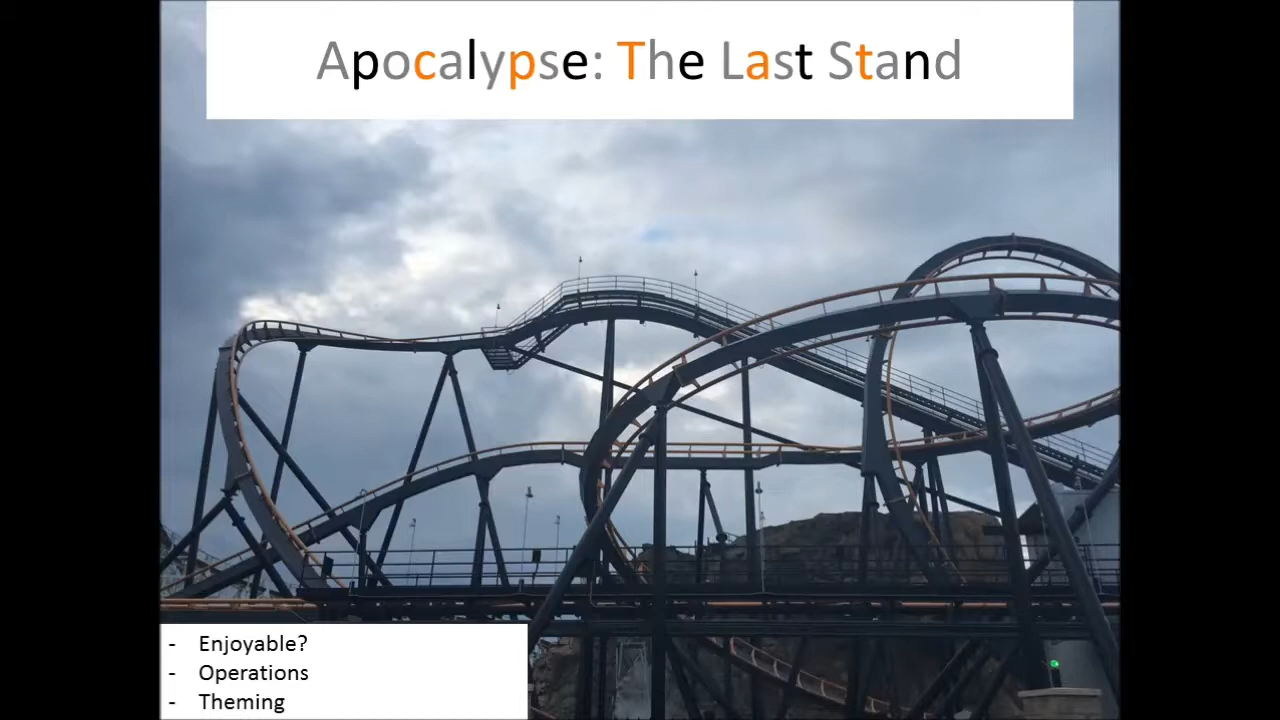 Apocalypse: The Last Stand
- Enjoyable?
- Operations
- Theming